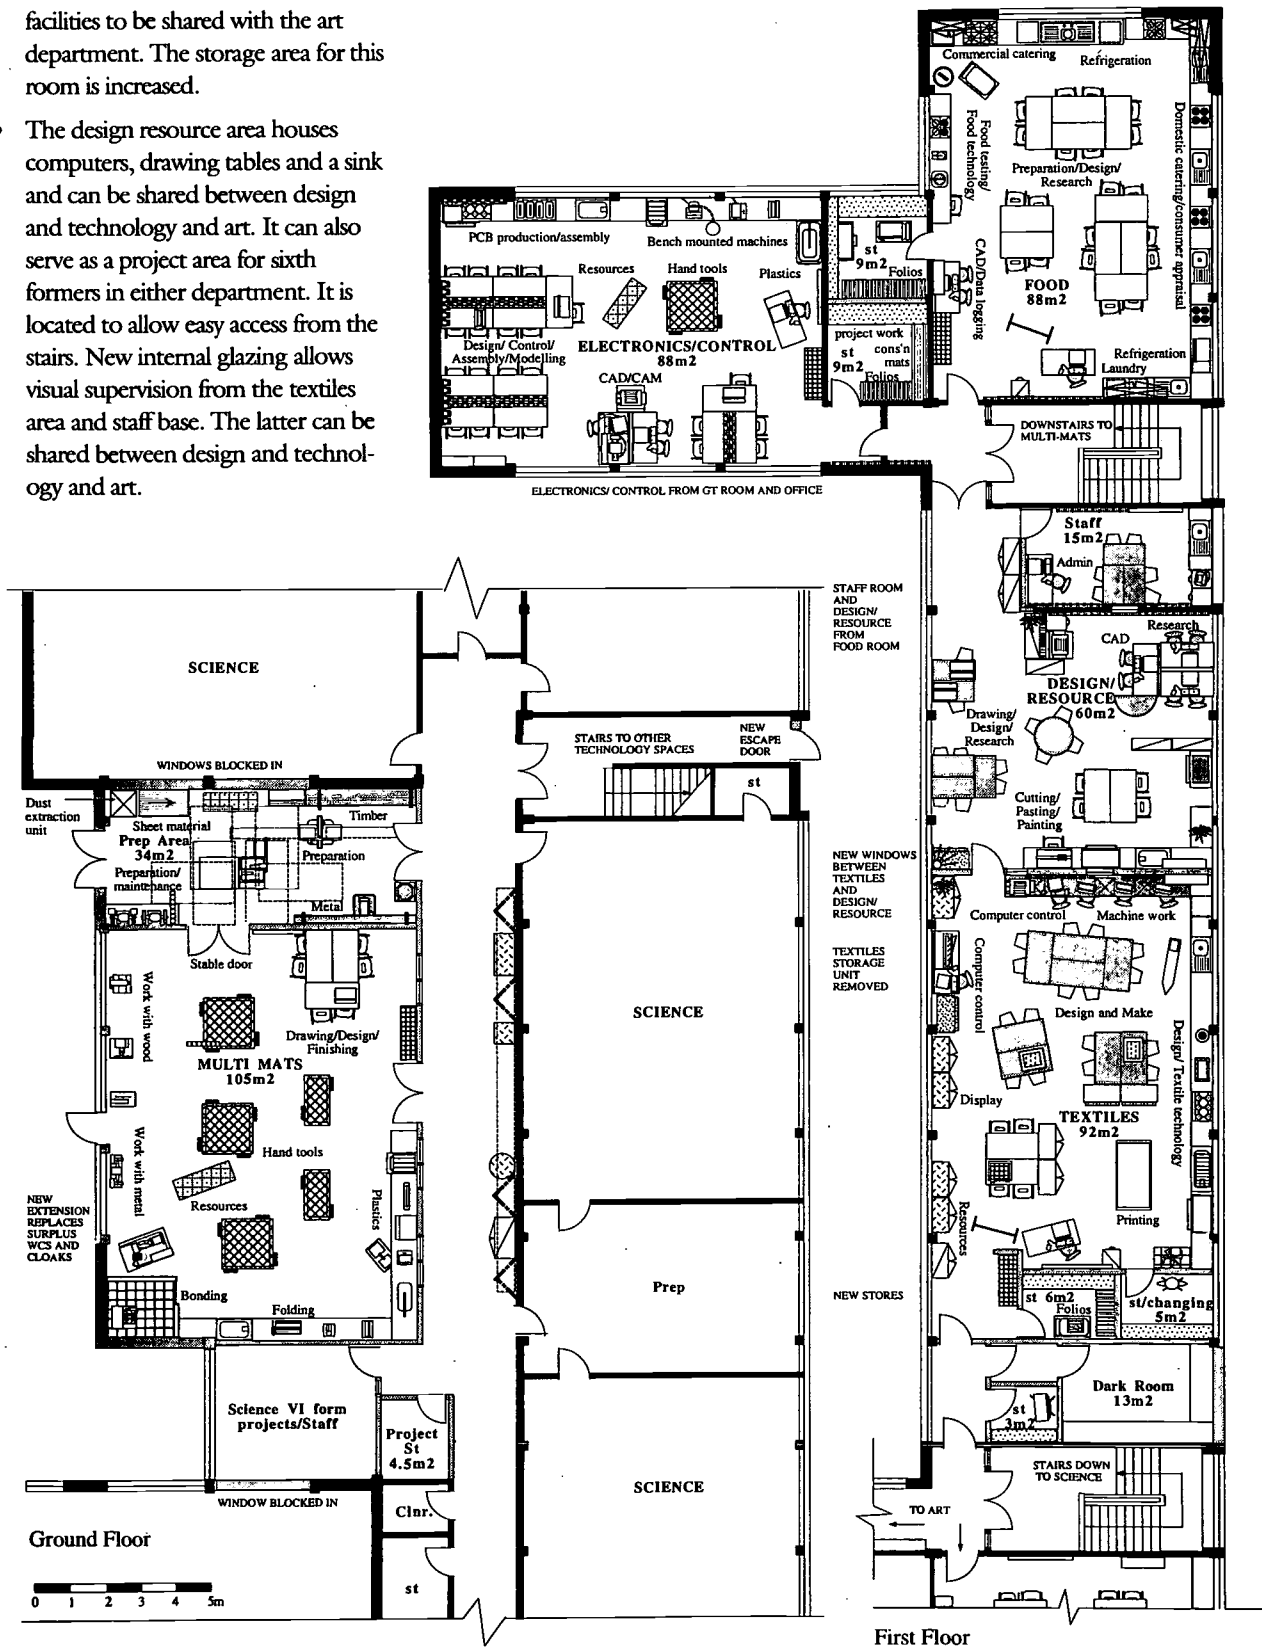 facilities to be shared with the art
department. The storage area for this
room is increased.
The design resource area houses
computers, drawing tables and a sink
and can be shared between design
and technology and art. It can also
serve as a project area for sixth
formers in either department. It is
located to allow easy access from the
stairs. New internal glazing allows
visual supervision from the textiles
area and staff base. The latter can be
shared between design and technol-
ogy and art.
Commercial catering
Refrigeration
Food testing/
Food technology
Domestic catering/consumer appraisal
Preparation/Design/
Research
CAD/Data logging
FOOD
88m2
Refrigeration
Laundry
PCB production/assembly
Bench mounted machines
Resources
Hand tools
Plastics
Design/ Control/
Assembly/Modelling
ELECTRONICS/CONTROL
88m2
CAD/CAM
st
9m2
Folios
project work
cons'n
mats
st
9m2
Folios
ELECTRONICS/ CONTROL FROM GT ROOM AND OFFICE
DOWNSTAIRS TO
MULTI-MATS
Staff
15m2
Admin
STAFF ROOM
AND
DESIGN/
RESOURCE
FROM
FOOD ROOM
Research
CAD
DESIGN/
RESOURCE
60m2
Drawing/
Design/
Research
Cutting/
Pasting/
Painting
NEW WINDOWS
BETWEEN
TEXTILES
AND
DESIGN/
RESOURCE
TEXTILES
STORAGE
UNIT
REMOVED
Computer control
Machine work
Computer control
Design and Make
Design/ Textile technology
Display
TEXTILES
92m2
Resources
Printing
NEW STORES
st 6m2
Folios
st/changing
5m2
Dark Room
13m2
st
3m2
STAIRS DOWN
TO SCIENCE
TO ART
First Floor
SCIENCE
WINDOWS BLOCKED IN
STAIRS TO OTHER
TECHNOLOGY SPACES
NEW
ESCAPE
DOOR
st
Dust
extraction
unit
Sheet material
Prep Area
34m2
Timber
Preparation
Preparation/
maintenance
Metal
Stable door
Work with wood
Drawing/Design/
Finishing
MULTI MATS
105m2
Hand tools
Work with metal
Resources
Plastics
NEW
EXTENSION
REPLACES
SURPLUS
WCS AND
CLOAKS
Bonding
Folding
SCIENCE
Prep
SCIENCE
Science VI form
projects/Staff
Project
St
4.5m2
WINDOW BLOCKED IN
Clnr.
st
Ground Floor
0 1 2 3 4 5m